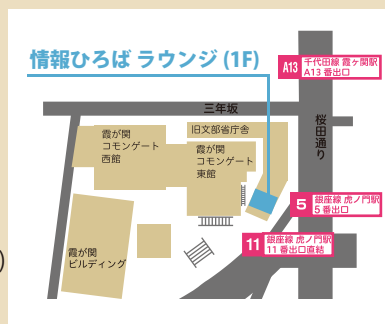 情報ひろば ラウンジ (1F)
A13
千代田線 霞ヶ関駅
A13 番出口
三年坂
桜田通り
旧文部省庁舎
霞が関
コモンゲート
西館
霞が関
コモンゲート
東館
5
銀座線 虎ノ門駅
5 番出口
11
銀座線 虎ノ門駅
11 番出口直結
霞が関
ビルディング
)